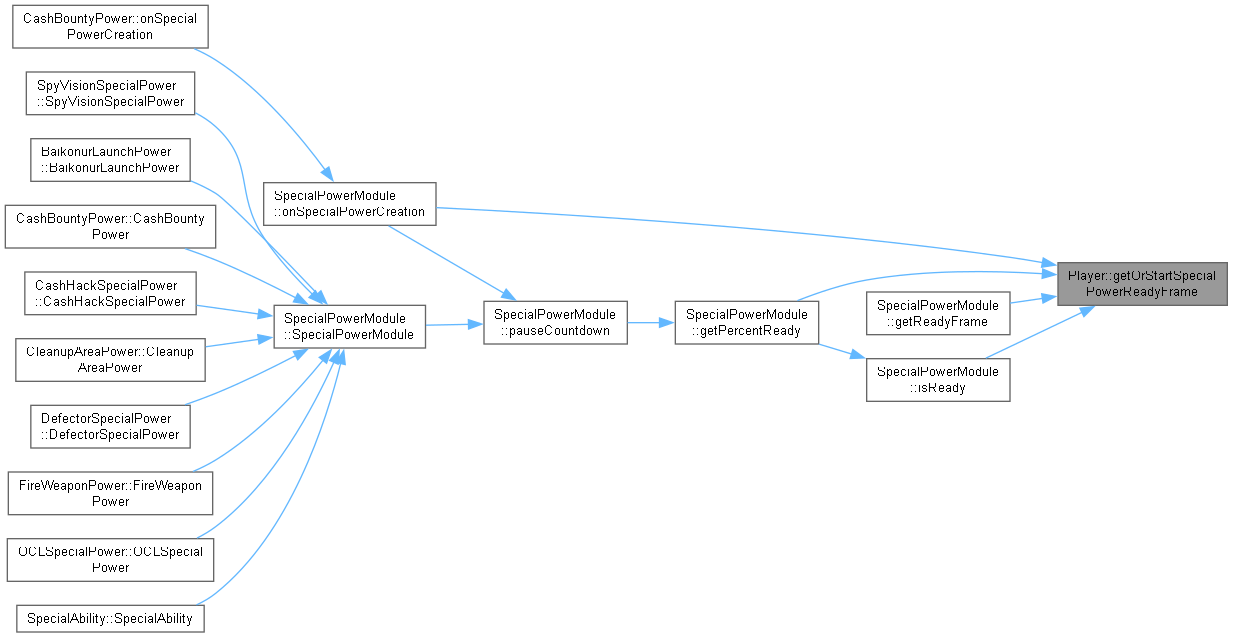 CashBountyPower::onSpecial
PowerCreation
SpyVisionSpecialPower
::SpyVisionSpecialPower
BaikonurLaunchPower
::BaikonurLaunchPower
CashBountyPower::CashBounty
Power
CashHackSpecialPower
::CashHackSpecialPower
CleanupAreaPower::Cleanup
AreaPower
DefectorSpecialPower
::DefectorSpecialPower
FireWeaponPower::FireWeapon
Power
OCLSpecialPower::OCLSpecial
Power
SpecialAbility::SpecialAbility
SpecialPowerModule
::onSpecialPowerCreation
SpecialPowerModule
::SpecialPowerModule
SpecialPowerModule
::pauseCountdown
SpecialPowerModule
::getPercentReady
SpecialPowerModule
::getReadyFrame
SpecialPowerModule
::isReady
Player::getOrStartSpecial
PowerReadyFrame